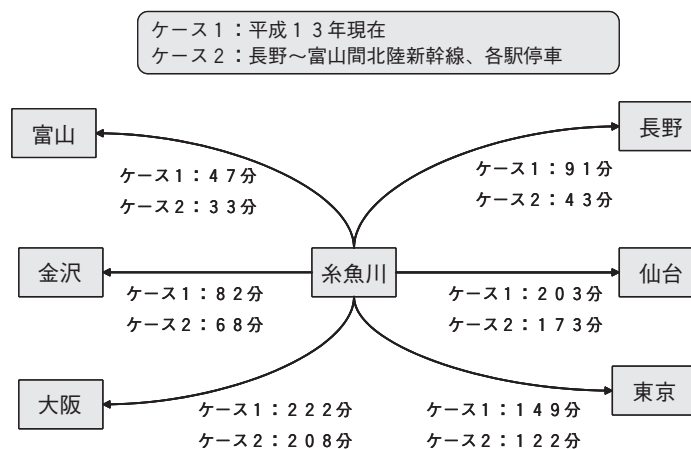 ケース1：平成13年現在
ケース2：長野～富山間北陸新幹線、各駅停車
富山
長野
ケース1：47分
ケース2：33分
ケース1：91分
ケース2：43分
金沢
糸魚川
仙台
ケース1：82分
ケース2：68分
ケース1：203分
ケース2：173分
大阪
東京
ケース1：222分
ケース2：208分
ケース1：149分
ケース2：122分